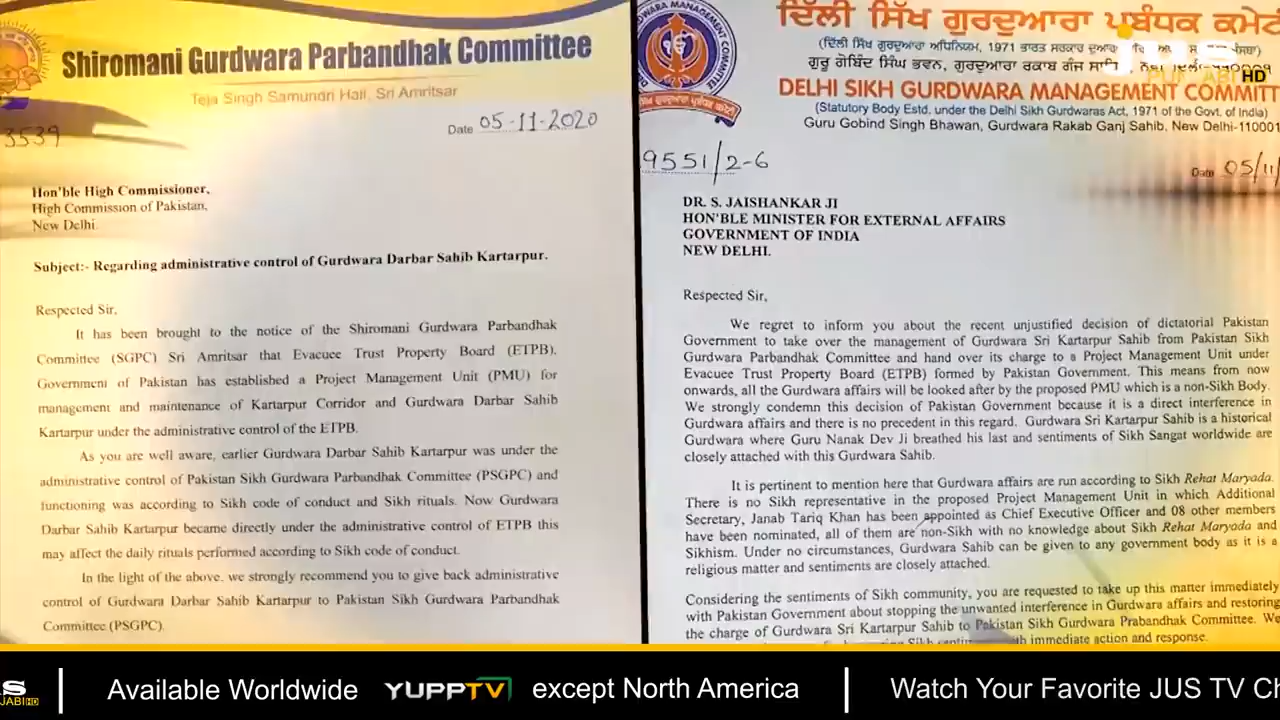 Shiromani Gurdwara Parbandhak Committee
Teja Singh Samundri Hall, Sri Amritsar
3539
Date 05-11-2020
Hon'ble High Commissioner,
High Commission of Pakistan,
New Delhi.
Subject:- Regarding administrative control of Gurdwara Darbar Sahib Kartarpur.
Respected Sir,
It has been brought to the notice of the Shiromani Gurdwara Parbandhak
Committee (SGPC) Sri Amritsar that Evacuee Trust Property Board (ETPB),
Government of Pakistan has established a Project Management Unit (PMU) for
management and maintenance of Kartarpur Corridor and Gurdwara Darbar Sahib
Kartarpur under the administrative control of the ETPB.
As you are well aware, earlier Gurdwara Darbar Sahib Kartarpur was under the
administrative control of Pakistan Sikh Gurdwara Parbandhak Committee (PSGPC) and
functioning was according to Sikh code of conduct and Sikh rituals. Now Gurdwara
Darbar Sahib Kartarpur became directly under the administrative control of ETPB this
may affect the daily rituals performed according to Sikh code of conduct.
In the light of the above, we strongly recommend you to give back administrative
control of Gurdwara Darbar Sahib Kartarpur to Pakistan Sikh Gurdwara Parbandhak
Committee (PSGPC).
ਦਿੱਲੀ ਸਿੱਖ ਗੁਰਦੁਆਰਾ ਪ੍ਰਬੰਧਕ ਕਮੇਟੀ
(ਦਿੱਲੀ ਸਿੱਖ ਗੁਰਦੁਆਰਾ ਅਧਿਨਿਯਮ, 1971 ਭਾਰਤ ਸਰਕਾਰ
ਗੁਰੂ ਗੋਬਿੰਦ ਸਿੰਘ ਭਵਨ, ਗੁਰਦੁਆਰਾ ਰਕਾਬ ਗੰਜ ਸਾਹਿਬ,
JUS
PUNJABI HD
DELHI SIKH GURDWARA MANAGEMENT COMMITT
(Statutory Body Estd. under the Delhi Sikh Gurdwaras Act, 1971 of the Govt. of India)
Guru Gobind Singh Bhawan, Gurdwara Rakab Ganj Sahib, New Delhi-110001
9551/2-6
Date 05/11/
DR. S. JAISHANKAR JI
HON'BLE MINISTER FOR EXTERNAL AFFAIRS
GOVERNMENT OF INDIA
NEW DELHI.
Respected Sir,
We regret to inform you about the recent unjustified decision of dictatorial Pakistan
Government to take over the management of Gurdwara Sri Kartarpur Sahib from Pakistan Sikh
Gurdwara Parbandhak Committee and hand over its charge to a Project Management Unit under
Evacuee Trust Property Board (ETPB) formed by Pakistan Government. This means from now
onwards, all the Gurdwara affairs will be looked after by the proposed PMU which is a non-Sikh Body.
We strongly condemn this decision of Pakistan Government because it is a direct interference in
Gurdwara affairs and there is no precedent in this regard. Gurdwara Sri Kartarpur Sahib is a historical
Gurdwara where Guru Nanak Dev Ji breathed his last and sentiments of Sikh Sangat worldwide are
closely attached with this Gurdwara Sahib.
It is pertinent to mention here that Gurdwara affairs are run according to Sikh Rehat Maryada.
There is no Sikh representative in the proposed Project Management Unit in which Additional
Secretary, Janab Tariq Khan has been appointed as Chief Executive Officer and 08 other members
have been nominated, all of them are non-Sikh with no knowledge about Sikh Rehat Maryada and
Sikhism. Under no circumstances, Gurdwara Sahib can be given to any government body as it is a
religious matter and sentiments are closely attached.
Considering the sentiments of Sikh community, you are requested to take up this matter immediately
with Pakistan Government about stopping the unwanted interference in Gurdwara affairs and restoring
the charge of Gurdwara Sri Kartarpur Sahib to Pakistan Sikh Gurdwara Prabandhak Committee. We
immediate action and response.
Available Worldwide YUPPTV except North America
Watch Your Favorite JUS TV Ch